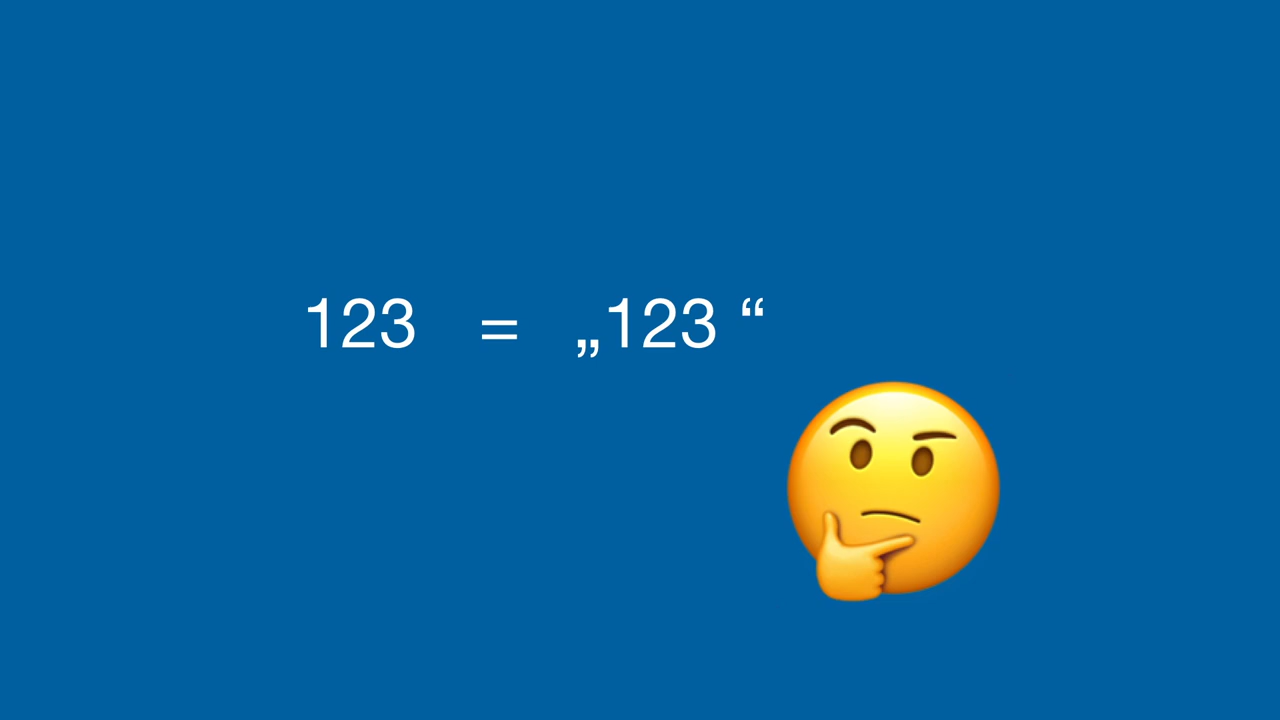 123 = „123 “